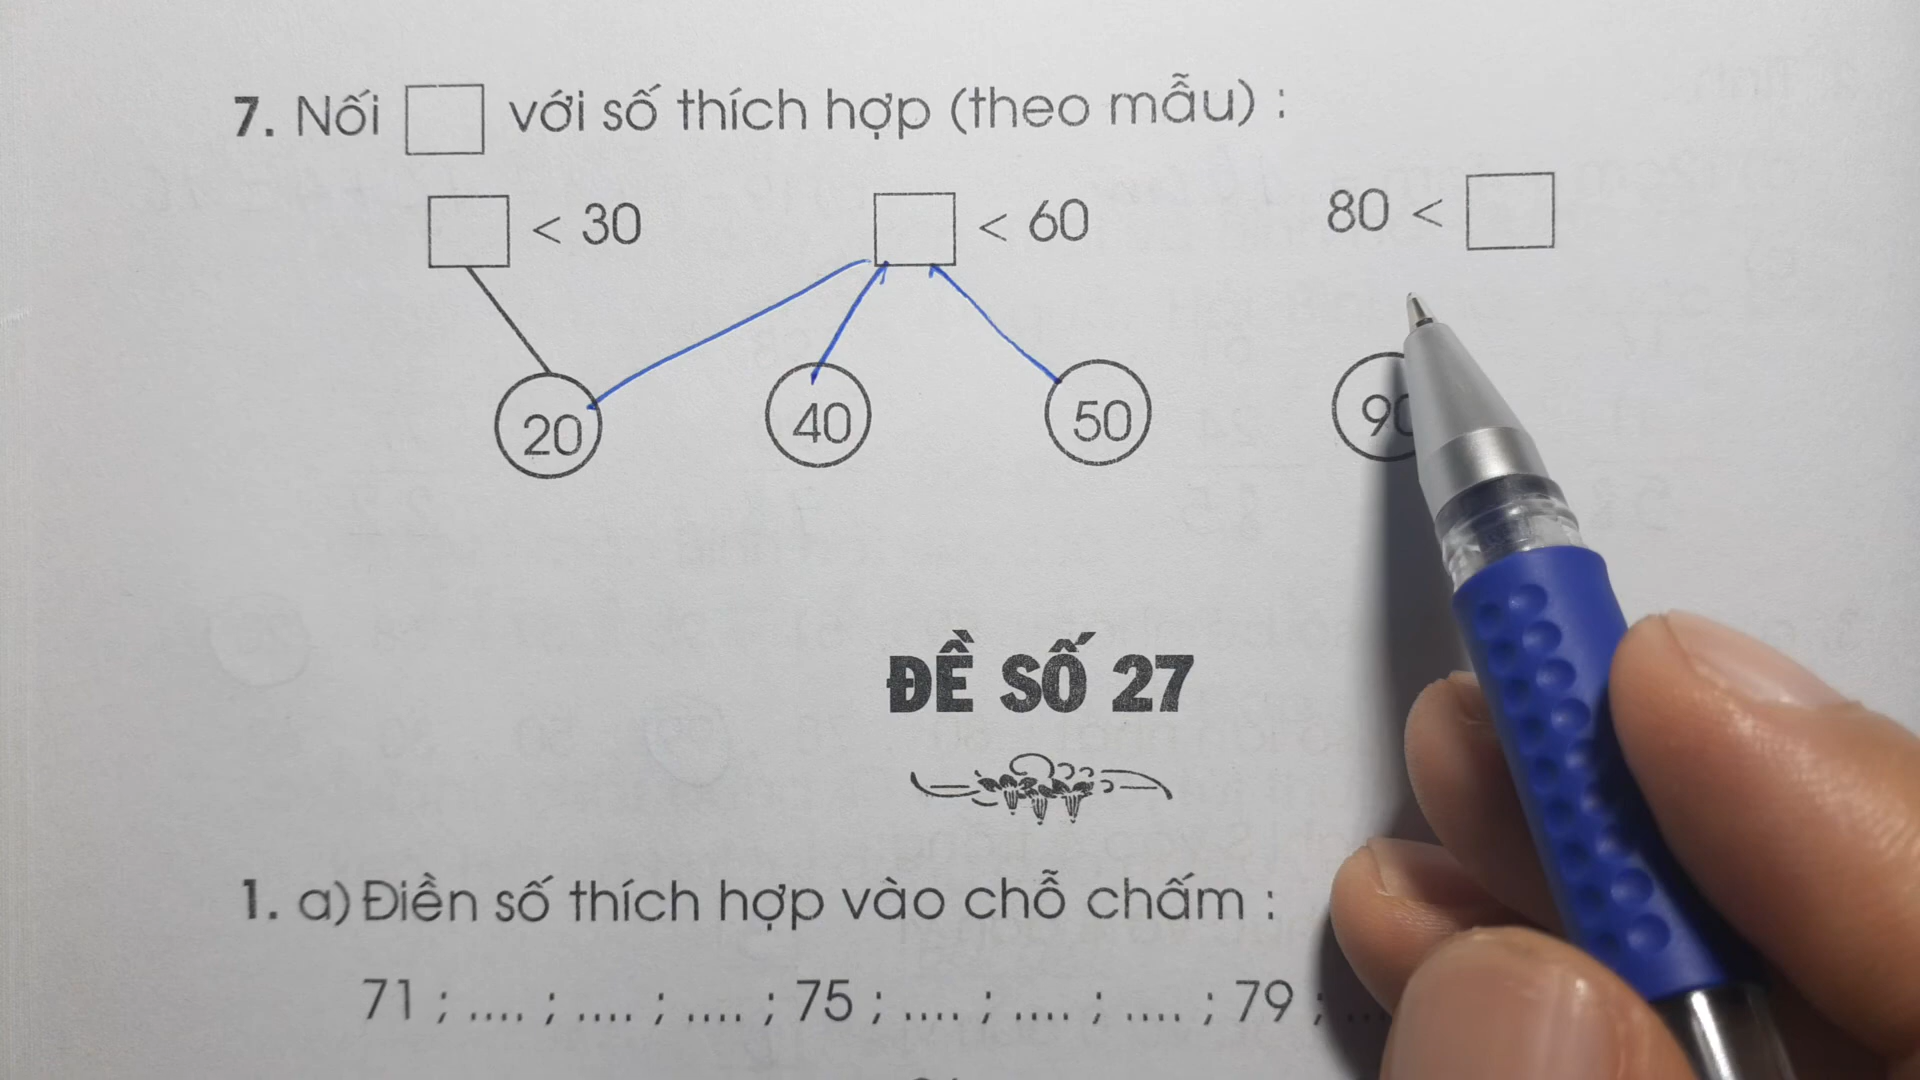 7. Nối □ với số thích hợp (theo mẫu) :
□ < 30 □ < 60 80 < □
20 40 50 90
ĐỀ SỐ 27
1. a) Điền số thích hợp vào chỗ chấm :
71 ; .... ; .... ; .... ; 75 ; .... ; .... ; .... ; 79 ; ...